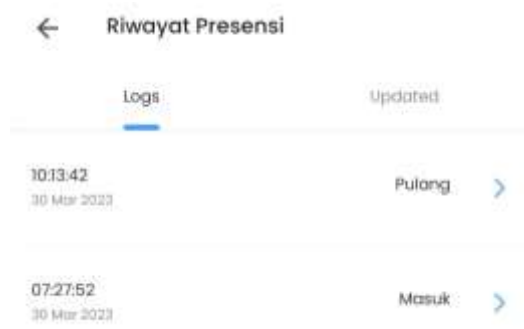 Riwayat Presensi
Logs Updated
10:13:42 Pulang
30 Mar 2023
07:27:52 Masuk
30 Mar 2023